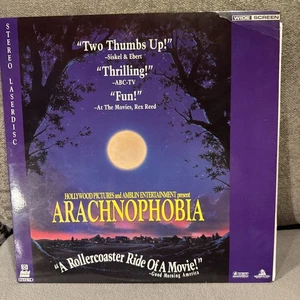 WIDE SCREEN
STEREO LASERDISC
“Two Thumbs Up!”
–Siskel & Ebert
“Thrilling!”
–ABC-TV
“Fun!”
–At The Movies, Rex Reed
HOLLYWOOD PICTURES and AMBLIN ENTERTAINMENT present
ARACHNOPHOBIA
“A Rollercoaster Ride Of A Movie!”
–Good Morning America